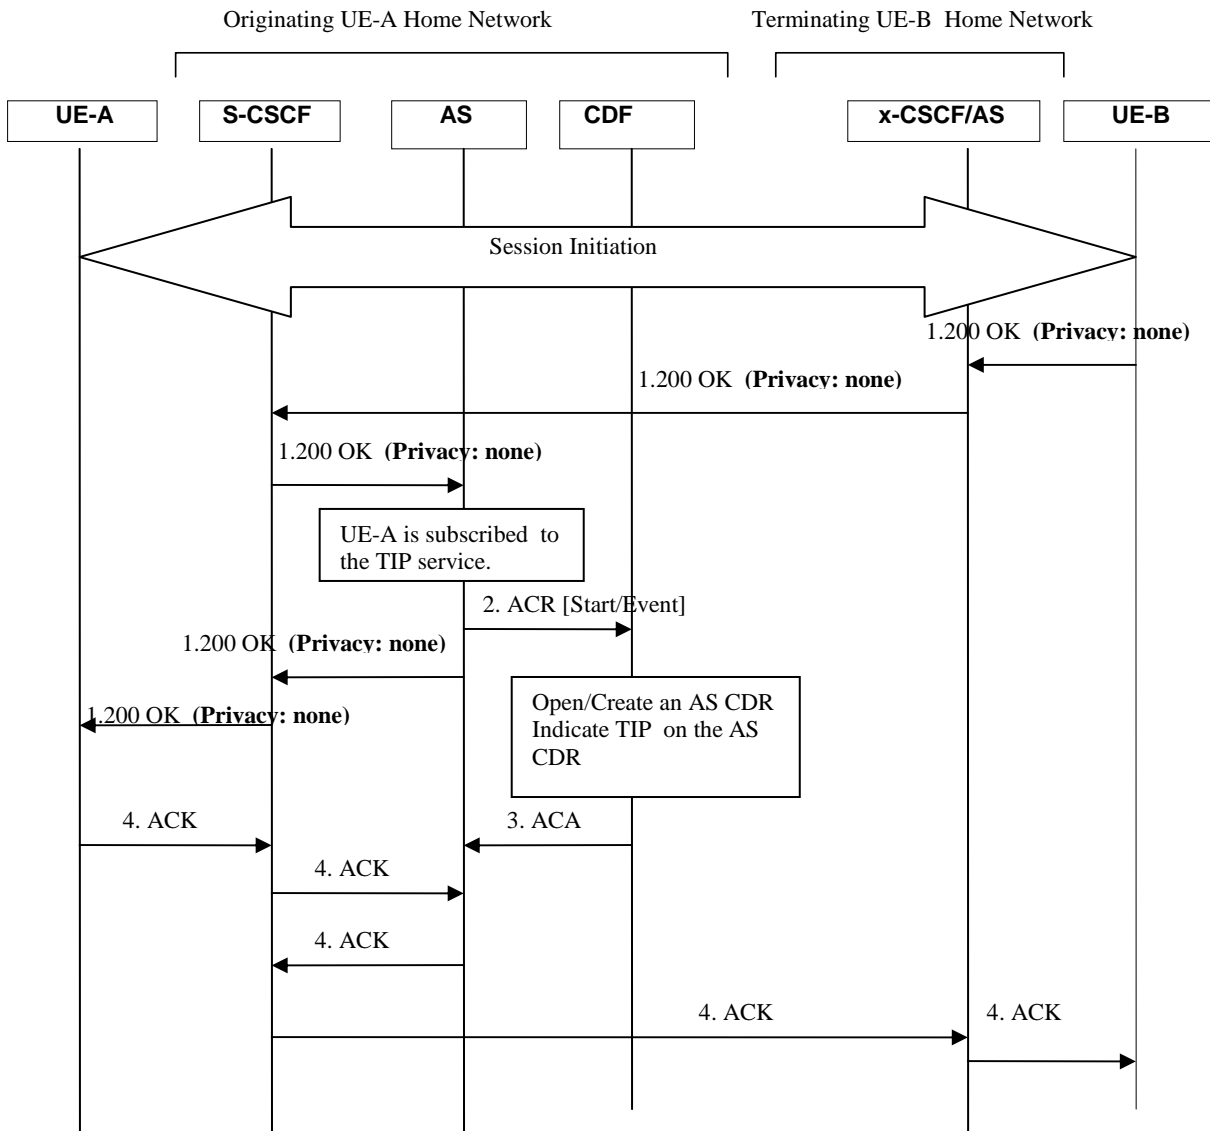 Originating UE-A Home Network
Terminating UE-B Home Network
UE-A
S-CSCF
AS
CDF
x-CSCF/AS
UE-B
Session Initiation
1.200 OK (Privacy: none)
1.200 OK (Privacy: none)
1.200 OK (Privacy: none)
UE-A is subscribed to
the TIP service.
2. ACR [Start/Event]
1.200 OK (Privacy: none)
Open/Create an AS CDR
Indicate TIP on the AS
CDR
1.200 OK (Privacy: none)
4. ACK
3. ACA
4. ACK
4. ACK
4. ACK
4. ACK